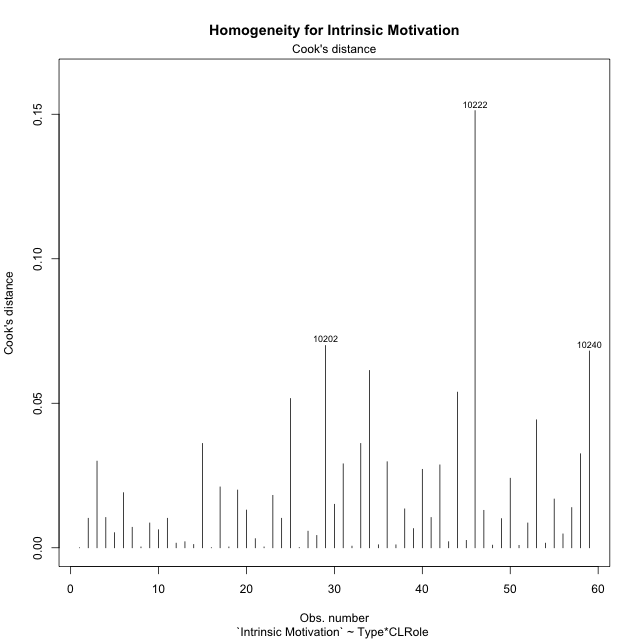 Homogeneity for Intrinsic Motivation
Cook's distance
10222
10202
10240
Cook's distance
0.15
0.10
0.05
0.00
0 10 20 30 40 50 60
Obs. number
`Intrinsic Motivation` ~ Type*CLRole